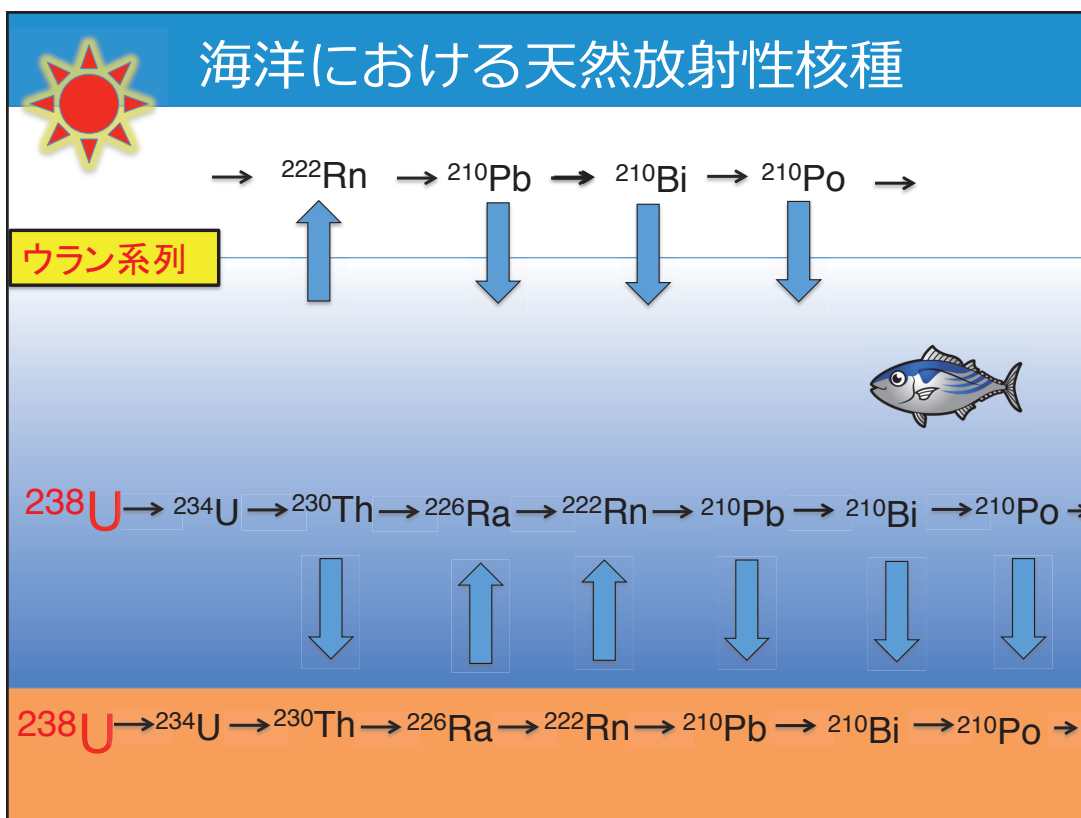 海洋における天然放射性核種
→ ²²²Rn → ²¹⁰Pb → ²¹⁰Bi → ²¹⁰Po →
ウラン系列
²³⁸U → ²³⁴U → ²³⁰Th → ²²⁶Ra → ²²²Rn → ²¹⁰Pb → ²¹⁰Bi → ²¹⁰Po →
²³⁸U → ²³⁴U → ²³⁰Th → ²²⁶Ra → ²²²Rn → ²¹⁰Pb → ²¹⁰Bi → ²¹⁰Po →